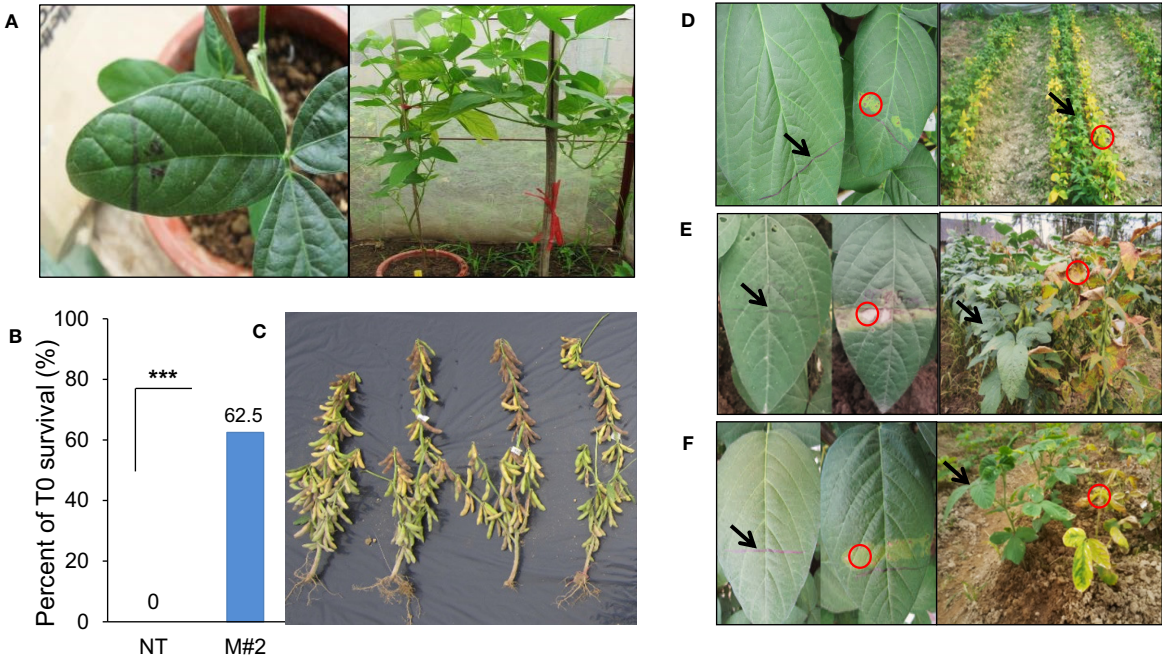 A
B
Percent of T0 survival (%)
100
80
60
40
20
0
***
62.5
0
NT
M#2
C
D
E
F